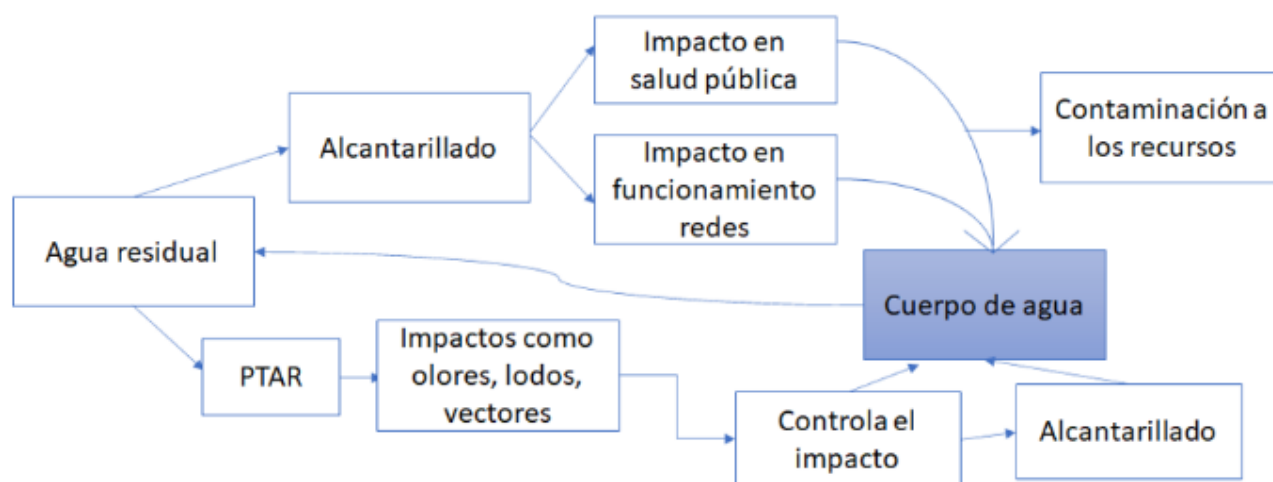 Impacto en
salud pública
Contaminación a
los recursos
Alcantarillado
Impacto en
funcionamiento
redes
Agua residual
Cuerpo de agua
PTAR
Impactos como
olores, lodos,
vectores
Controla el
impacto
Alcantarillado